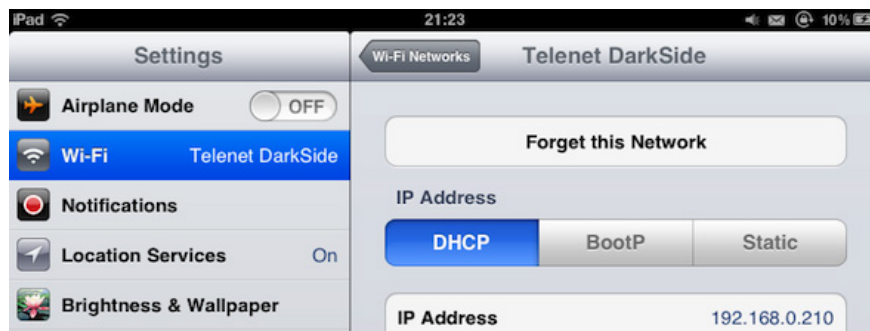 iPad 21:23 10%
Settings
Airplane Mode OFF
Wi-Fi Telenet DarkSide
Notifications
Location Services On
Brightness & Wallpaper
Wi-Fi Networks Telenet DarkSide
Forget this Network
IP Address
DHCP BootP Static
IP Address 192.168.0.210